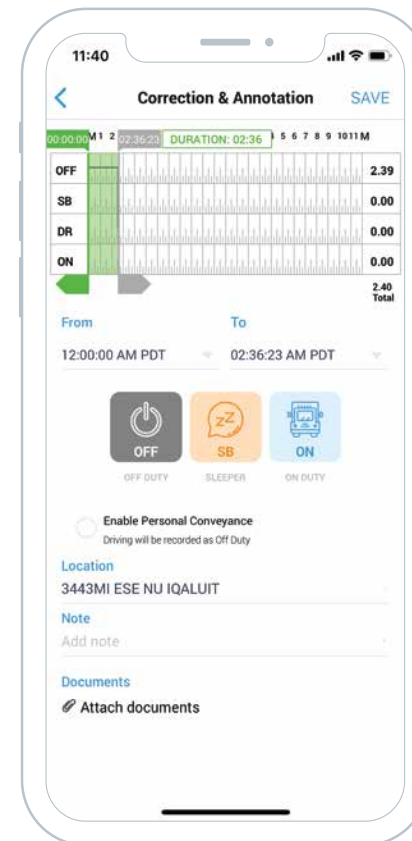 11:40
Correction & Annotation SAVE
00:00:00 M 1 2 02:36:23 DURATION: 02:36 5 6 7 8 9 10 11 M
OFF 2.39
SB 0.00
DR 0.00
ON 0.00
2.40
Total
From To
12:00:00 AM PDT 02:36:23 AM PDT
OFF SB ON
OFF DUTY SLEEPER ON DUTY
Enable Personal Conveyance
Driving will be recorded as Off Duty
Location
3443MI ESE NU IQALUIT
Note
Add note
Documents
Attach documents